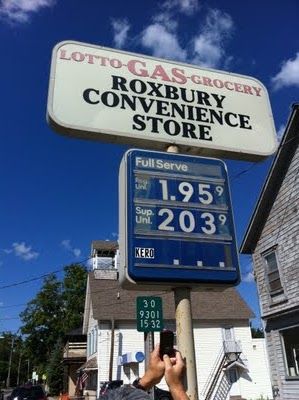 LOTTO-GAS-GROCERY
ROXBURY
CONVENIENCE
STORE
Full Serve
Reg. Unl. 1.95 9
Sup. Unl. 2.03 9
KERO
30
9301
1532